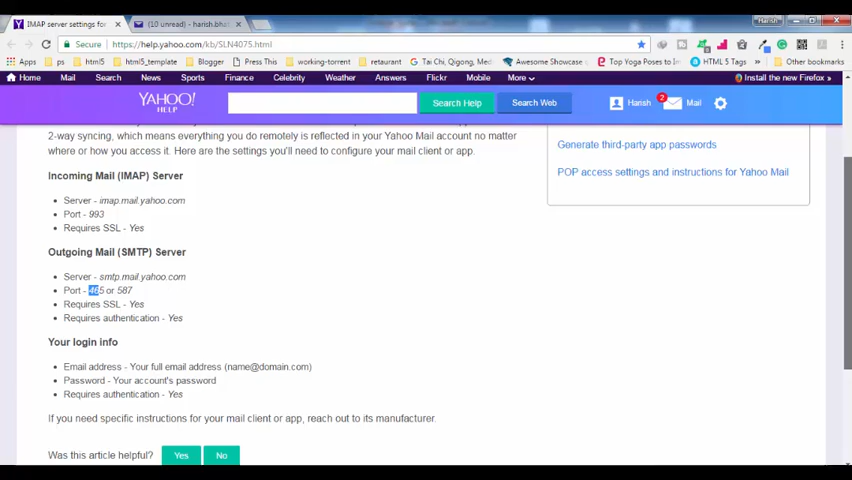 IMAP server settings for
(10 unread) - harish.bha
Harish
Secure
https://help.yahoo.com/kb/SLN4075.html
Apps
html5
html5_template
Blogger
Press This
working-torrent
retaurant
Tai Chi, Qigong, Med
Awesome Showcase
Top Yoga Poses to Im
HTML 5 Tags
Other bookmarks
Home Mail Search News Sports Finance Celebrity Weather Answers Flickr Mobile More
Install the new Firefox »
YAHOO!
HELP
Search Help
Search Web
Harish
2
Mail
2-way syncing, which means everything you do remotely is reflected in your Yahoo Mail account no matter
where or how you access it. Here are the settings you'll need to configure your mail client or app.
Generate third-party app passwords
POP access settings and instructions for Yahoo Mail
Incoming Mail (IMAP) Server
Server - imap.mail.yahoo.com
Port - 993
Requires SSL - Yes
Outgoing Mail (SMTP) Server
Server - smtp.mail.yahoo.com
Port - 465 or 587
Requires SSL - Yes
Requires authentication - Yes
Your login info
Email address - Your full email address (name@domain.com)
Password - Your account's password
Requires authentication - Yes
If you need specific instructions for your mail client or app, reach out to its manufacturer.
Was this article helpful?
Yes
No